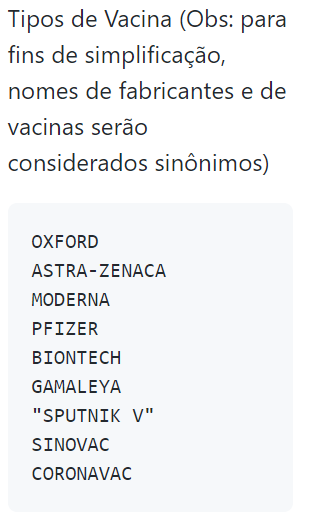 Tipos de Vacina (Obs: para
fins de simplificação,
nomes de fabricantes e de
vacinas serão
considerados sinônimos)
OXFORD
ASTRA-ZENACA
MODERNA
PFIZER
BIONTECH
GAMALEYA
"SPUTNIK V"
SINOVAC
CORONAVAC